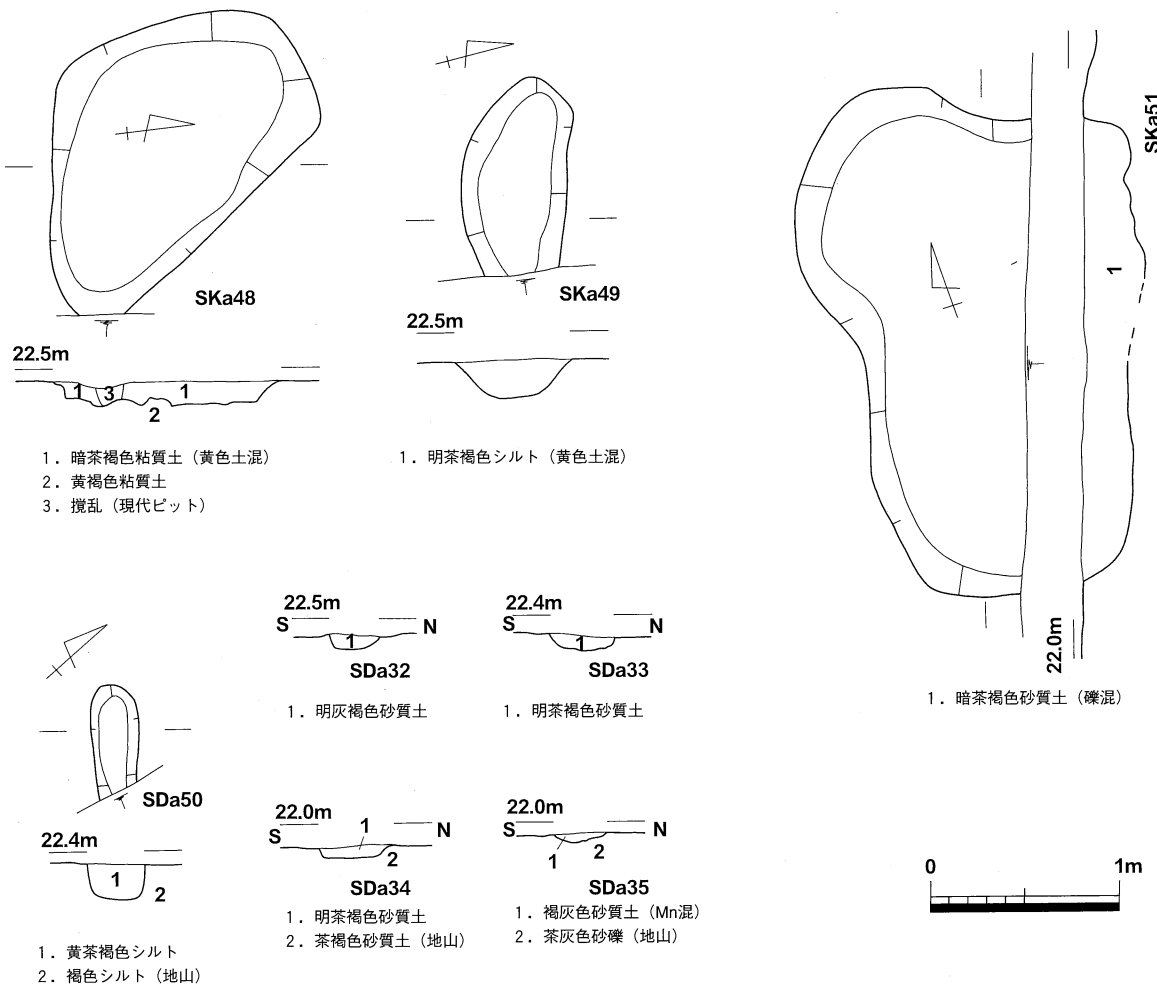 SKa48
22.5m
1
3
1
2
1．暗茶褐色粘質土（黄色土混）
2．黄褐色粘質土
3．撹乱（現代ピット）
SKa49
22.5m
1．明茶褐色シルト（黄色土混）
SKa51
1
22.0m
1．暗茶褐色砂質土（礫混）
SDa50
22.4m
1
2
1．黄茶褐色シルト
2．褐色シルト（地山）
22.5m
S
N
1
SDa32
1．明灰褐色砂質土
22.4m
S
N
1
SDa33
1．明茶褐色砂質土
22.0m
S
N
1
2
SDa34
1．明茶褐色砂質土
2．茶褐色砂質土（地山）
22.0m
S
N
1
2
SDa35
1．褐灰色砂質土（Mn混）
2．茶灰色砂礫（地山）
0
1m